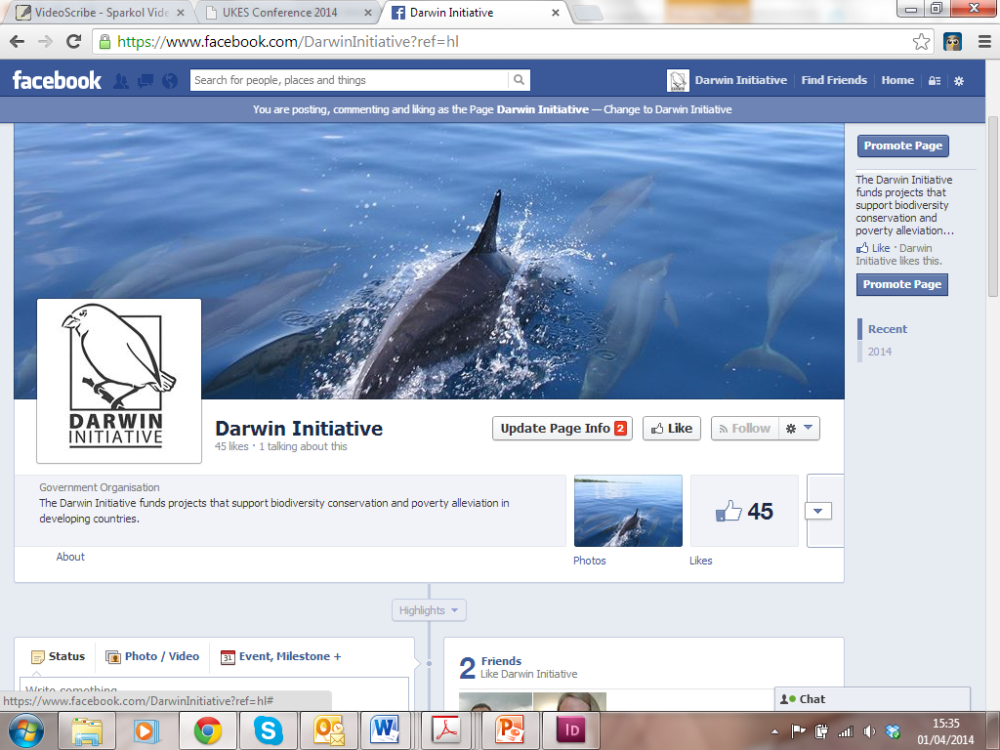 VideoScribe - Sparkol Vide
UKES Conference 2014
Darwin Initiative
https://www.facebook.com/DarwinInitiative?ref=hl
facebook
Search for people, places and things
Darwin Initiative
Find Friends
Home
You are posting, commenting and liking as the Page Darwin Initiative — Change to Darwin Initiative
Promote Page
The Darwin Initiative
funds projects that
support biodiversity
conservation and
poverty alleviation...
Like · Darwin
Initiative likes this.
Promote Page
Recent
2014
DARWIN
INITIATIVE
Darwin Initiative
45 likes · 1 talking about this
Update Page Info 2
Like
Follow
Government Organisation
The Darwin Initiative funds projects that support biodiversity conservation and poverty alleviation in
developing countries.
About
Photos
45
Likes
Highlights
Status
Photo / Video
31
Event, Milestone +
Write something
2
Friends
Like Darwin Initiative
https://www.facebook.com/DarwinInitiative?ref=hl#
Chat
15:35
01/04/2014